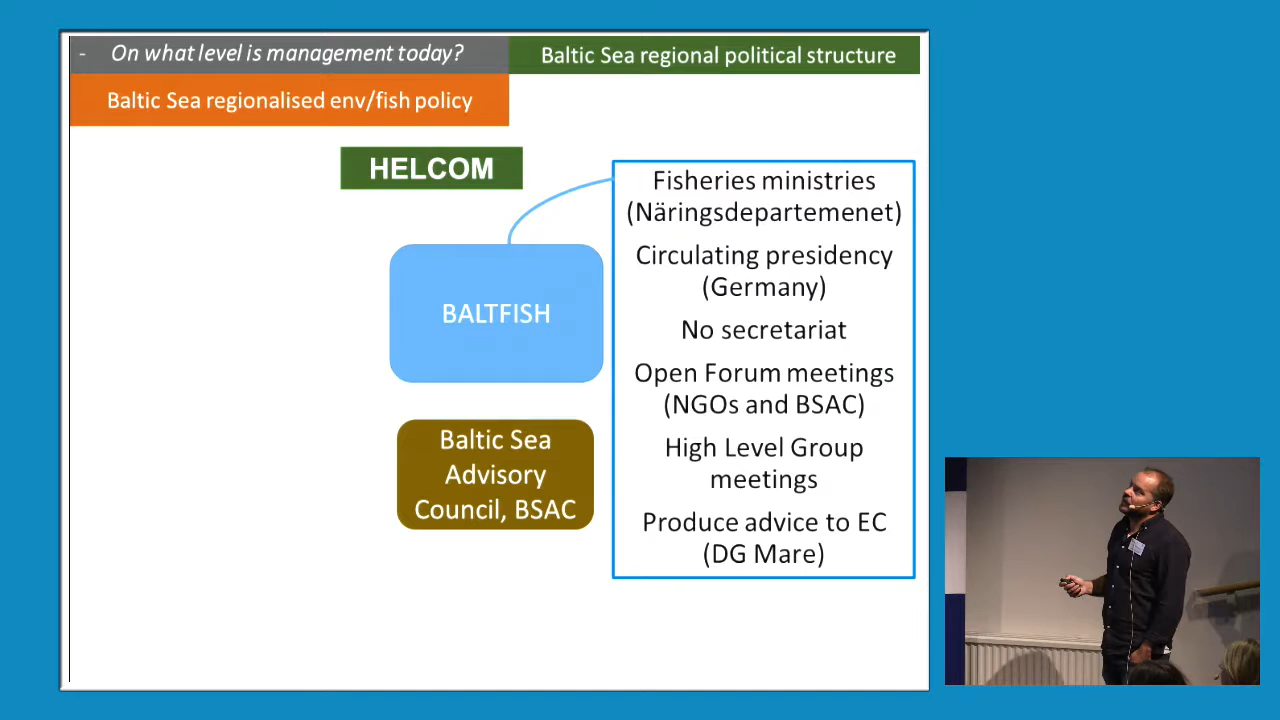 - On what level is management today?
Baltic Sea regional political structure
Baltic Sea regionalised env/fish policy
HELCOM
BALTFISH
Baltic Sea
Advisory
Council, BSAC
Fisheries ministries
(Näringsdepartemenet)
Circulating presidency
(Germany)
No secretariat
Open Forum meetings
(NGOs and BSAC)
High Level Group
meetings
Produce advice to EC
(DG Mare)